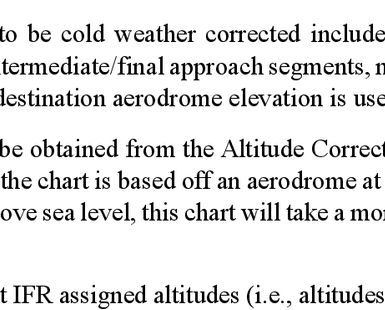 to be cold weather corrected include
ntermediate/final approach segments,
destination aerodrome elevation is use
be obtained from the Altitude Correct
the chart is based off an aerodrome at
ove sea level, this chart will take a mo
t IFR assigned altitudes (i.e., altitudes